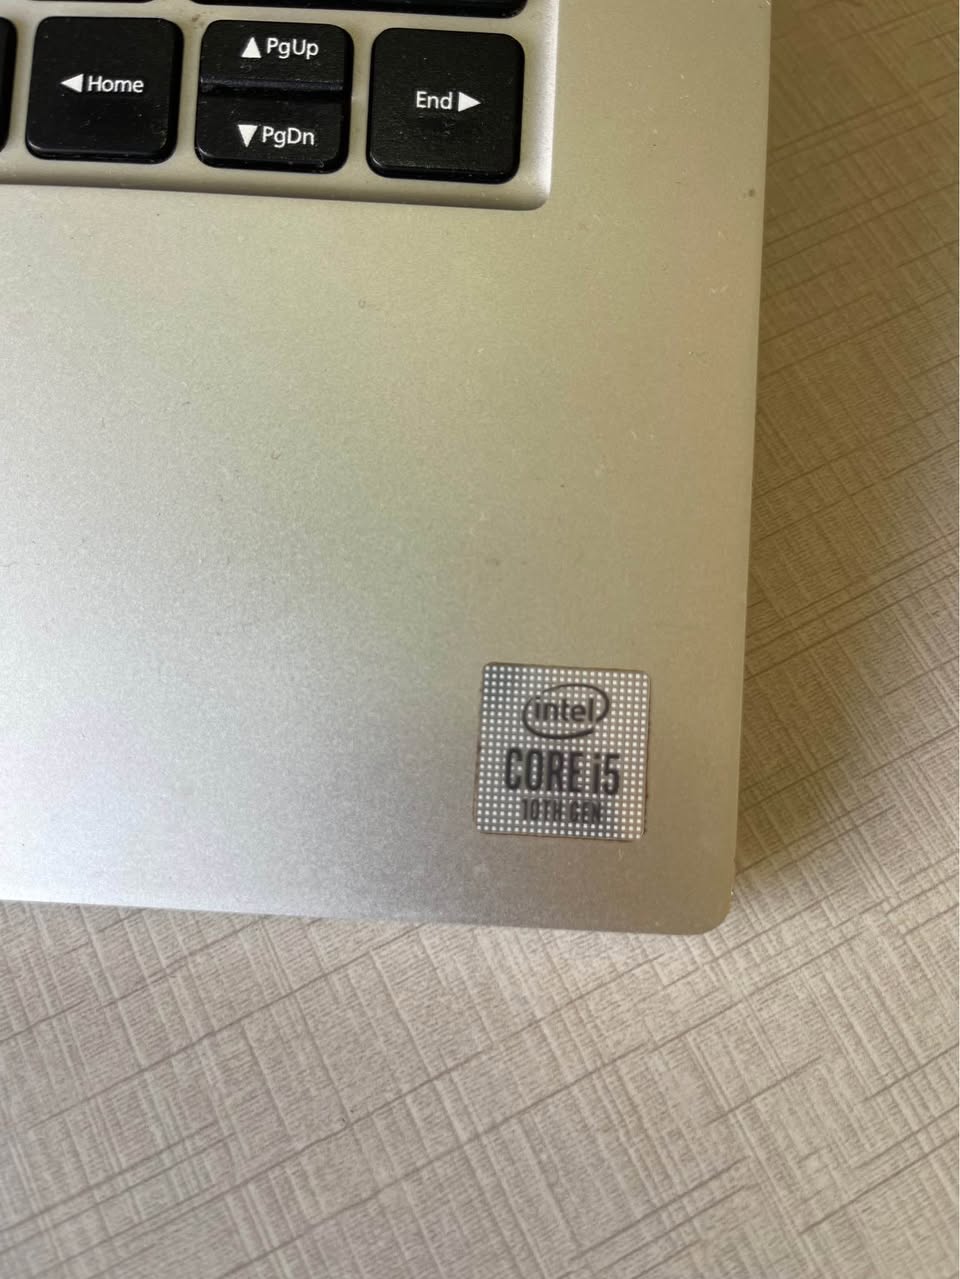 ▲ PgUp
◀ Home
End ▶
▼ PgDn
intel
CORE i5
10TH GEN